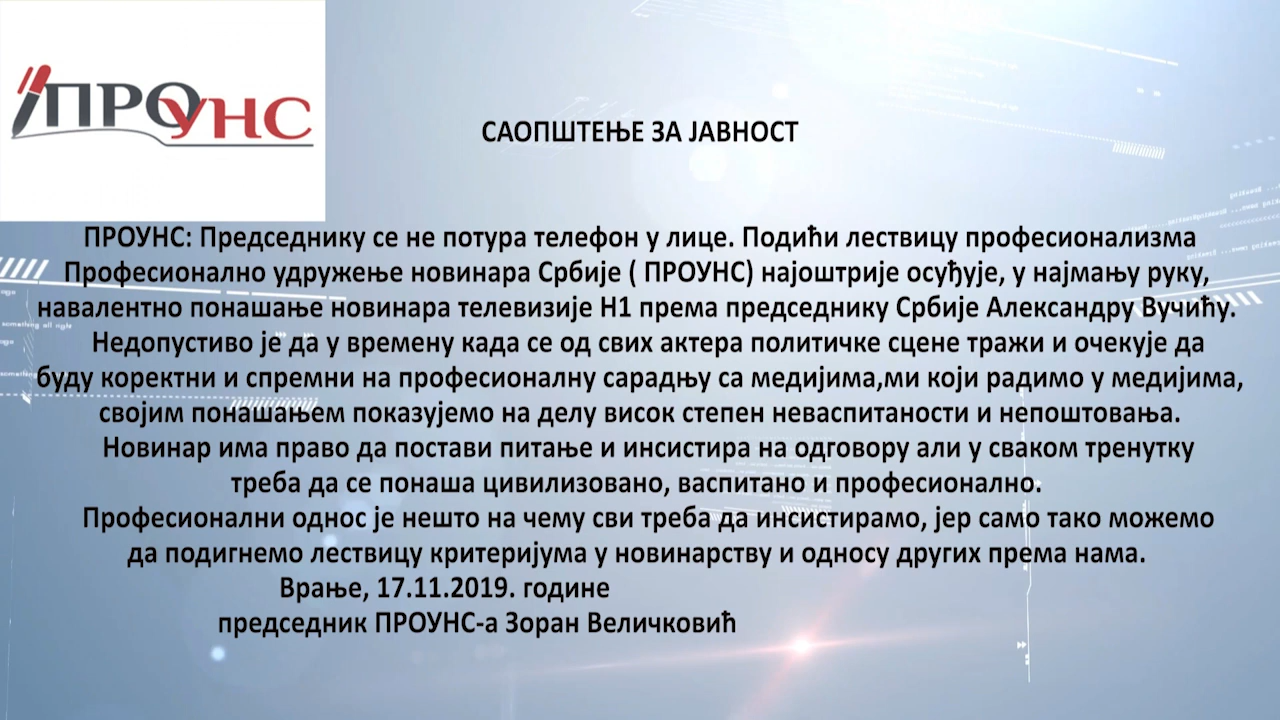 ПРОУНС
САОПШТЕЊЕ ЗА ЈАВНОСТ
ПРОУНС: Председнику се не потура телефон у лице. Подићи лествицу професионализма
Професионално удружење новинара Србије ( ПРОУНС) најоштрије осуђује, у најмању руку,
навалентно понашање новинара телевизије Н1 према председнику Србије Александру Вучићу.
Недопустиво је да у времену када се од свих актера политичке сцене тражи и очекује да
буду коректни и спремни на професионалну сарадњу са медијима,ми који радимо у медијима,
својим понашањем показујемо на делу висок степен неваспитаности и непоштовања.
Новинар има право да постави питање и инсистира на одговору али у сваком тренутку
треба да се понаша цивилизовано, васпитано и професионално.
Професионални однос је нешто на чему сви треба да инсистирамо, јер само тако можемо
да подигнемо лествицу критеријума у новинарству и односу других према нама.
Врање, 17.11.2019. године
председник ПРОУНС-а Зоран Величковић